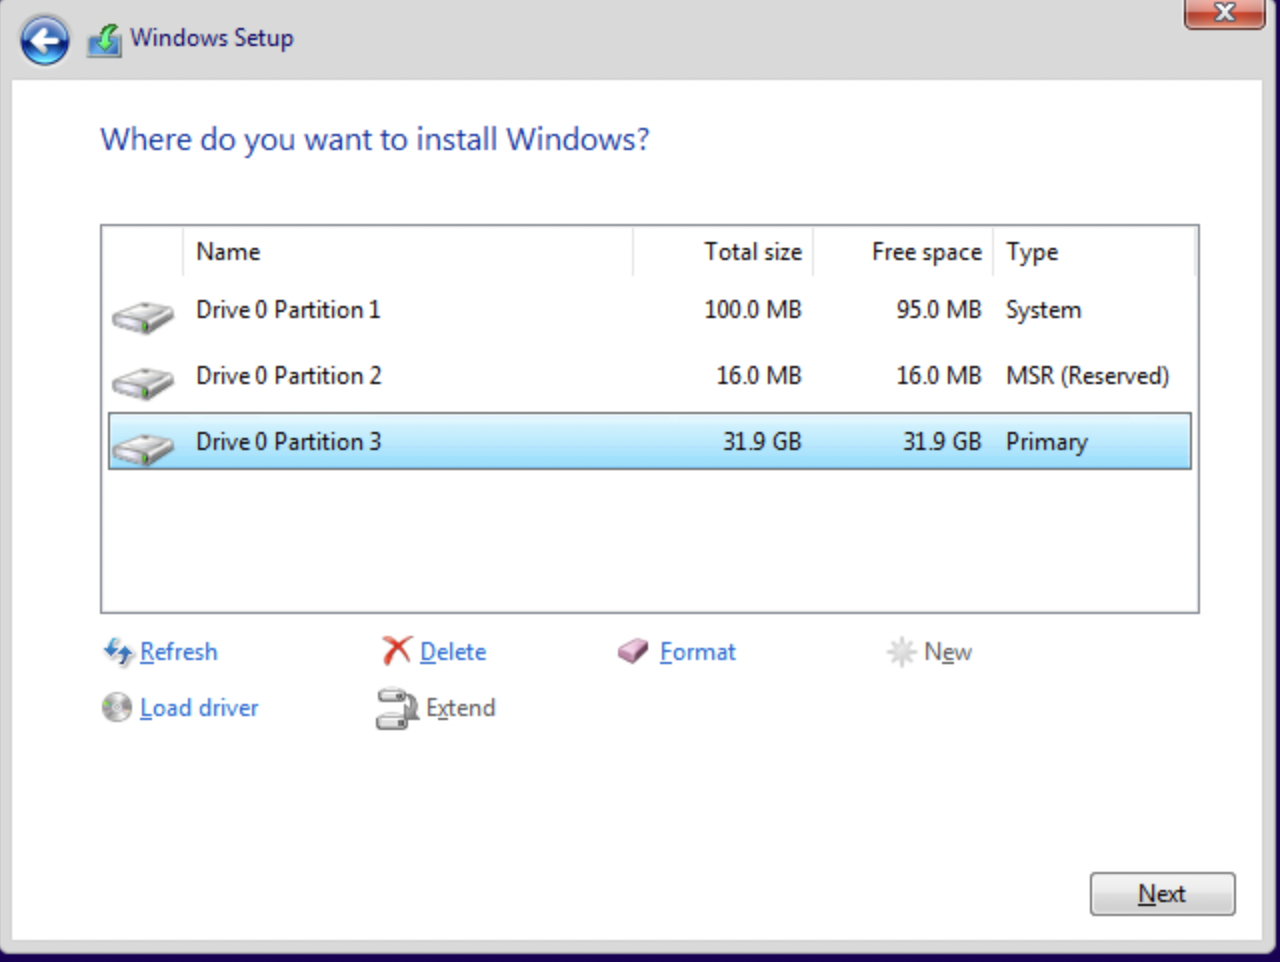 Windows Setup
Where do you want to install Windows?
Name Total size Free space Type
Drive 0 Partition 1 100.0 MB 95.0 MB System
Drive 0 Partition 2 16.0 MB 16.0 MB MSR (Reserved)
Drive 0 Partition 3 31.9 GB 31.9 GB Primary
Refresh Delete Format New
Load driver Extend
Next